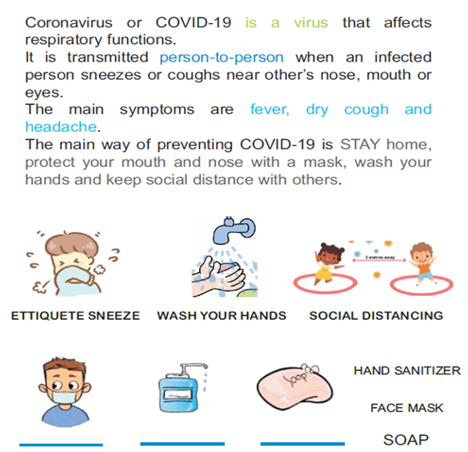 Coronavirus or COVID-19 is a virus that affects
respiratory functions.
It is transmitted person-to-person when an infected
person sneezes or coughs near other's nose, mouth or
eyes.
The main symptoms are fever, dry cough and
headache.
The main way of preventing COVID-19 is STAY home,
protect your mouth and nose with a mask, wash your
hands and keep social distance with others.
2 metres away
ETTIQUETE SNEEZE WASH YOUR HANDS SOCIAL DISTANCING
Soap
HAND SANITIZER
FACE MASK
SOAP